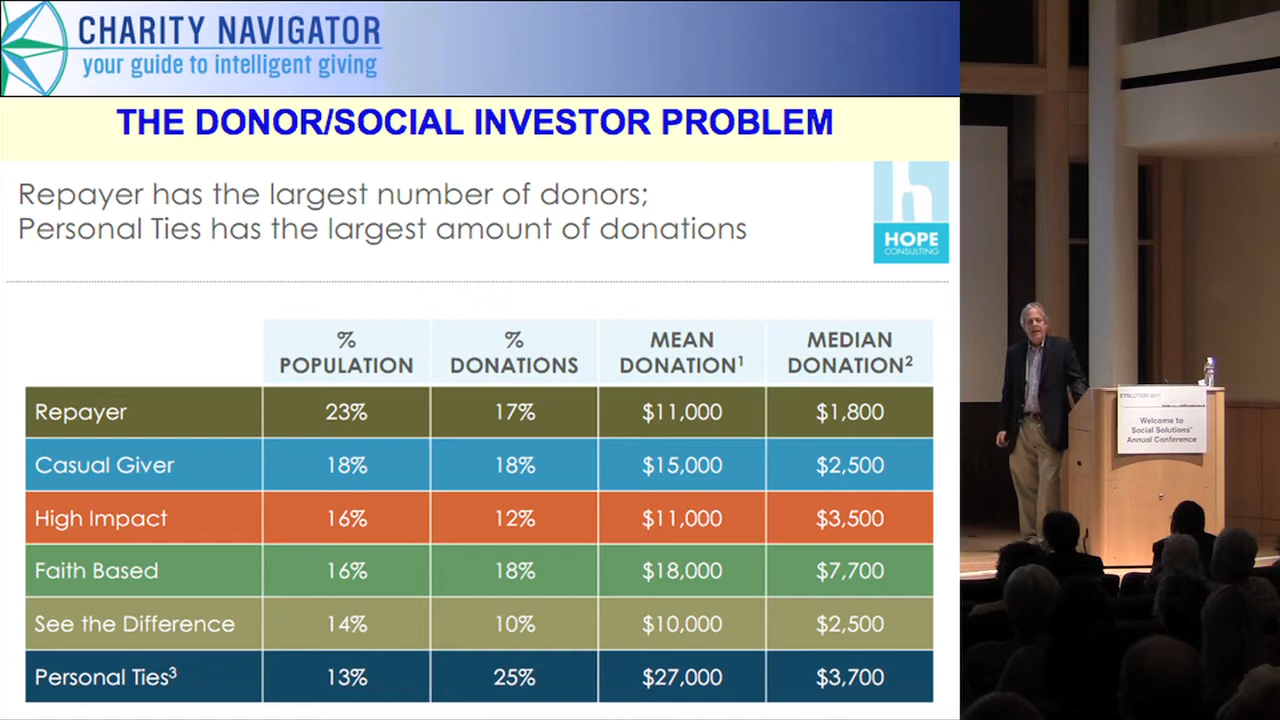 CHARITY NAVIGATOR
your guide to intelligent giving
THE DONOR/SOCIAL INVESTOR PROBLEM
Repayer has the largest number of donors;
Personal Ties has the largest amount of donations
h
HOPE
CONSULTING
% POPULATION % DONATIONS MEAN DONATION¹ MEDIAN DONATION²
Repayer 23% 17% $11,000 $1,800
Casual Giver 18% 18% $15,000 $2,500
High Impact 16% 12% $11,000 $3,500
Faith Based 16% 18% $18,000 $7,700
See the Difference 14% 10% $10,000 $2,500
Personal Ties³ 13% 25% $27,000 $3,700
Welcome to
Social Solutions'
Annual Conference